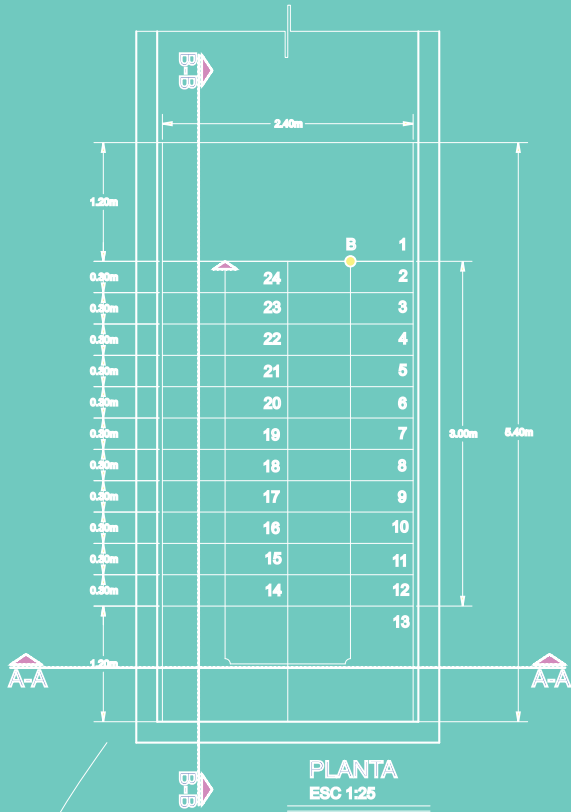 B-B
2.40m
1.20m
B 1
24 2
0.30m
23 3
0.30m
22 4
0.30m
21 5
0.30m
20 6
0.30m
19 7
0.30m
3.00m
5.40m
18 8
0.30m
17 9
0.30m
16 10
0.30m
15 11
0.30m
14 12
0.30m
13
1.20m
A-A
A-A
B-B
PLANTA
ESC 1:25